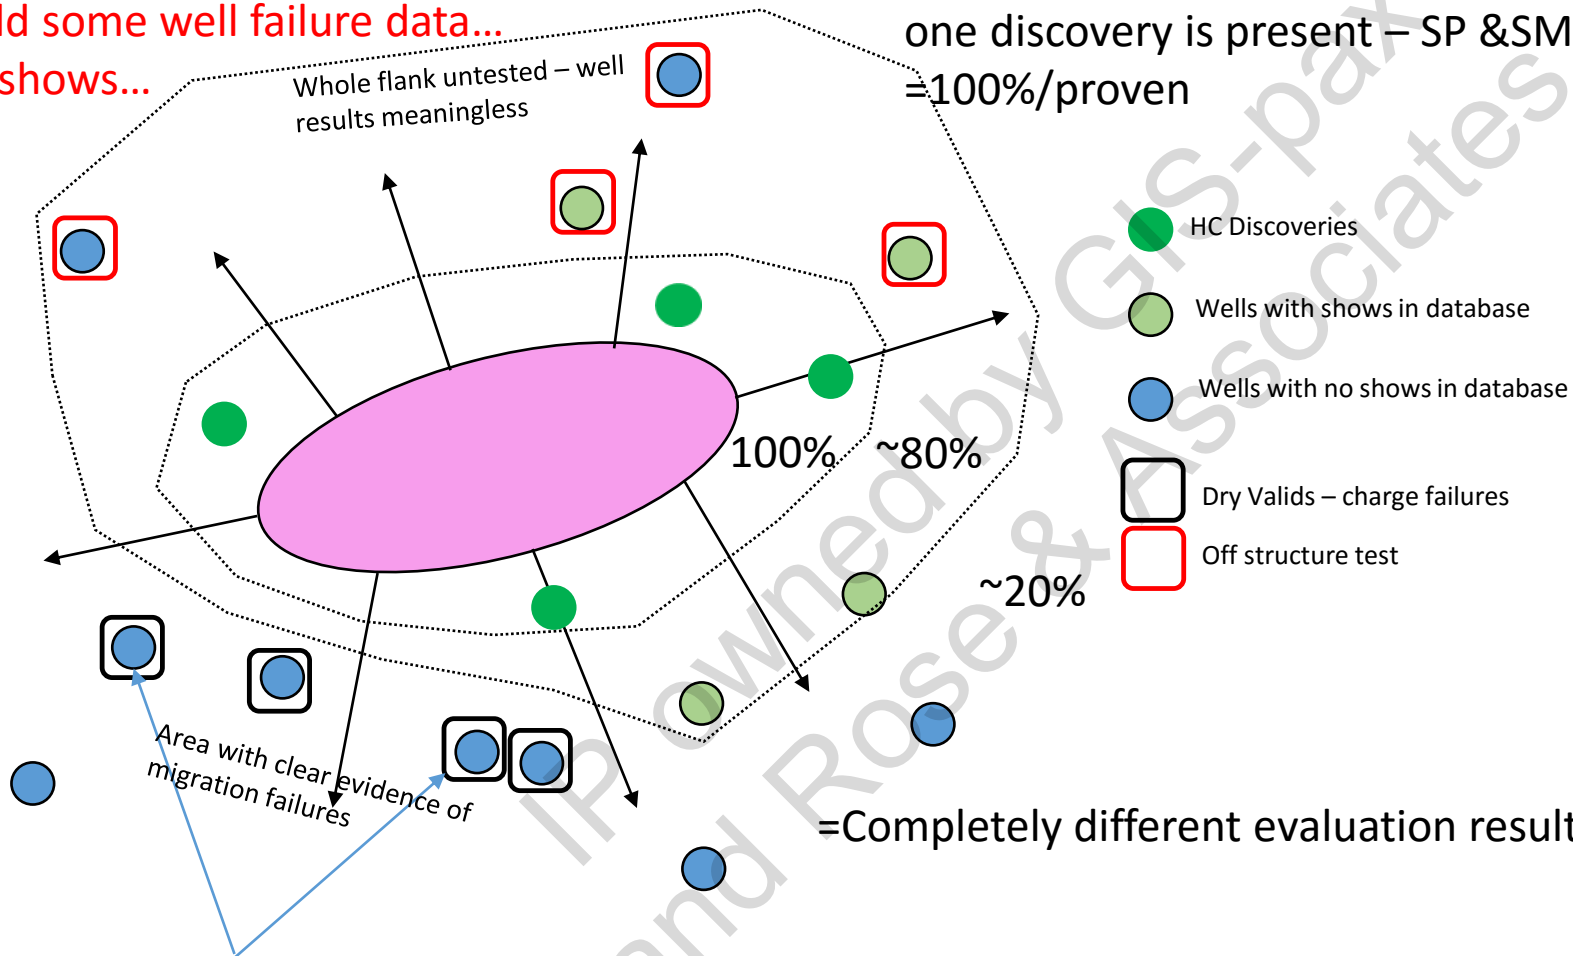 some well failure data...
shows...
one discovery is present – SP &SM
=100%/proven
Whole flank untested – well
results meaningless
HC Discoveries
Wells with shows in database
Wells with no shows in database
100%
~80%
Dry Valids – charge failures
Off structure test
~20%
Area with clear evidence of
migration failures
=Completely different evaluation result
IP owned by GIS-pax
and Rose & Associates